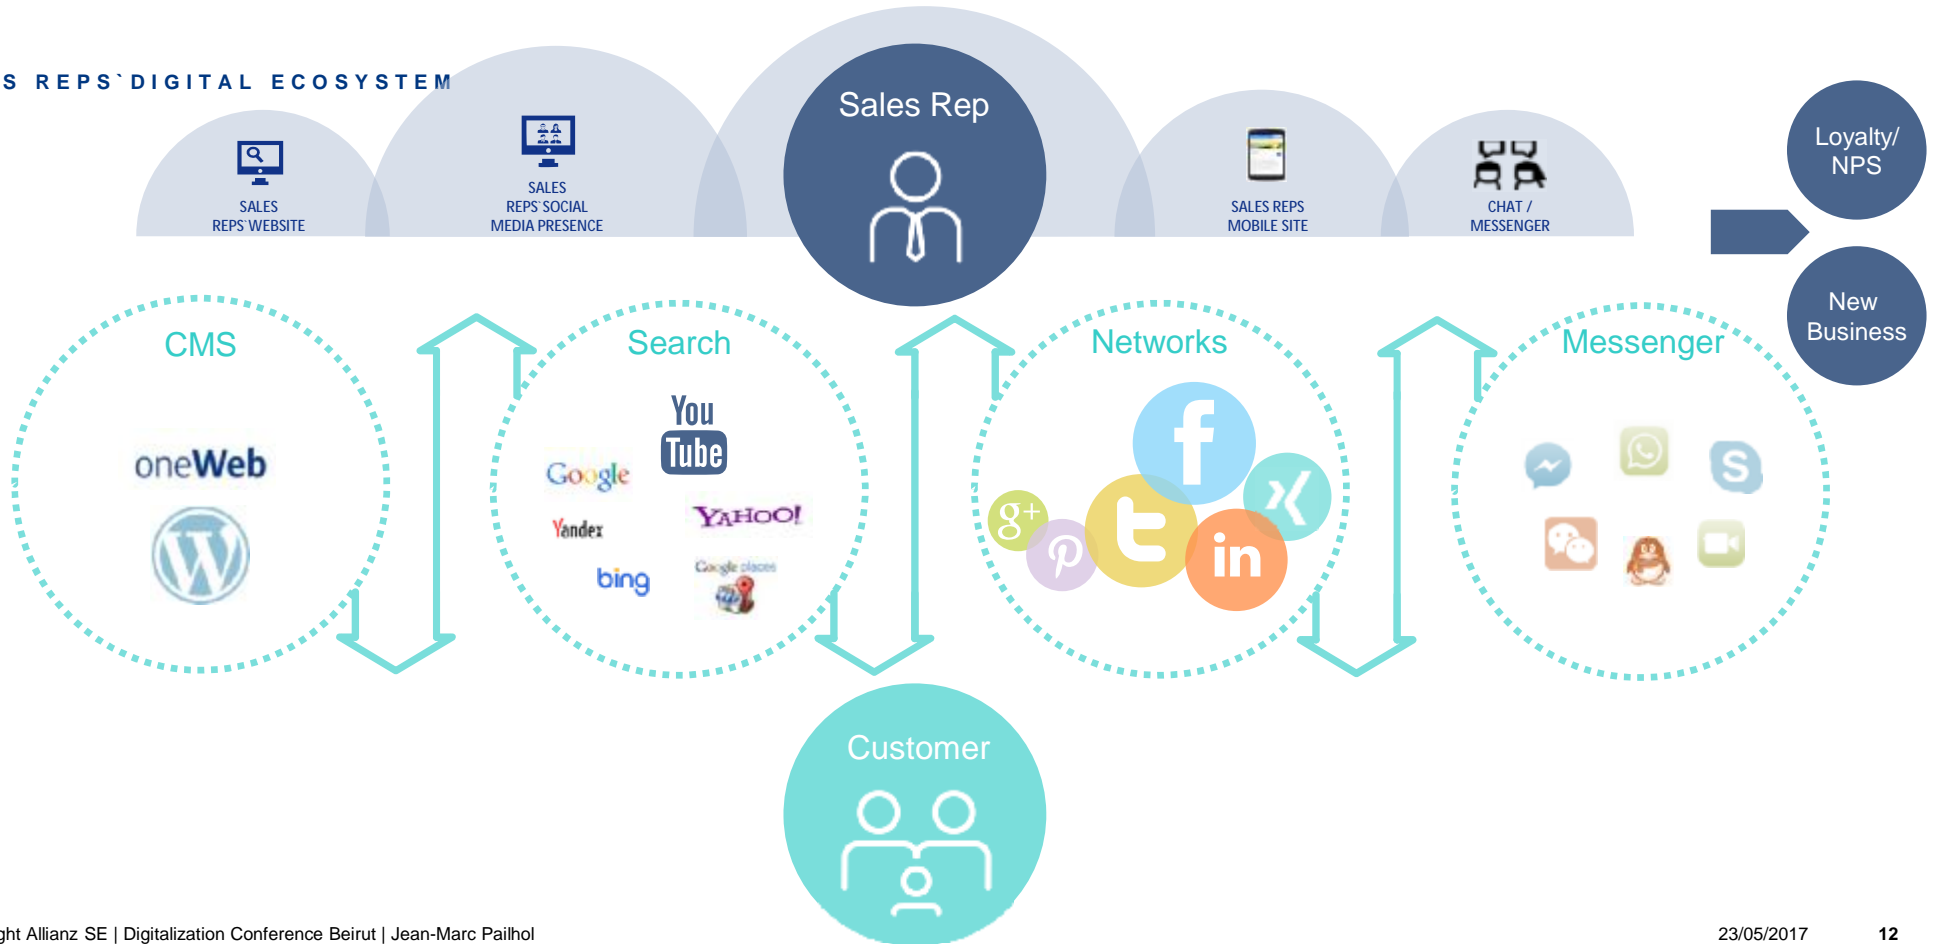 S REPS`DIGITAL ECOSYSTEM
Sales Rep
Loyalty/
NPS
SALES
REPS`WEBSITE
SALES
REPS`SOCIAL
MEDIA PRESENCE
SALES REPS
MOBILE SITE
CHAT /
MESSENGER
New
Business
CMS
Search
Networks
Messenger
oneWeb
You
Tube
Google
Yandex
YAHOO!
bing
Google places
g+
f
t
in
S
Customer
ght Allianz SE | Digitalization Conference Beirut | Jean-Marc Pailhol
23/05/2017
12